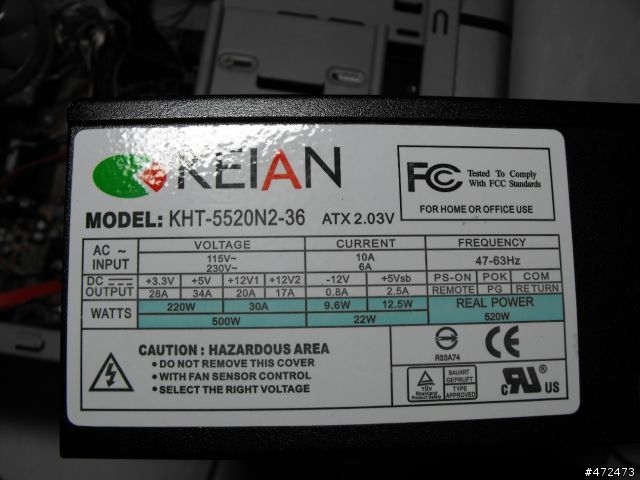 KEIAN
MODEL: KHT-5520N2-36 ATX 2.03V
FC Tested To Comply
With FCC Standards
FOR HOME OR OFFICE USE
AC ~ INPUT VOLTAGE CURRENT FREQUENCY
115V~ 10A 47-63Hz
230V~ 6A
DC OUTPUT +3.3V +5V +12V1 +12V2 -12V +5Vsb PS-ON POK COM
28A 34A 20A 17A 0.8A 2.5A REMOTE PG RETURN
WATTS 220W 30A 9.6W 12.5W REAL POWER
500W 22W 520W
CAUTION : HAZARDOUS AREA
• DO NOT REMOVE THIS COVER
• WITH FAN SENSOR CONTROL
• SELECT THE RIGHT VOLTAGE
R33A74
CE
TÜV
Rheinland
Product Safety
BAUART
GEPRUFT
TYPE
APPROVED
c RU ® US
#472473